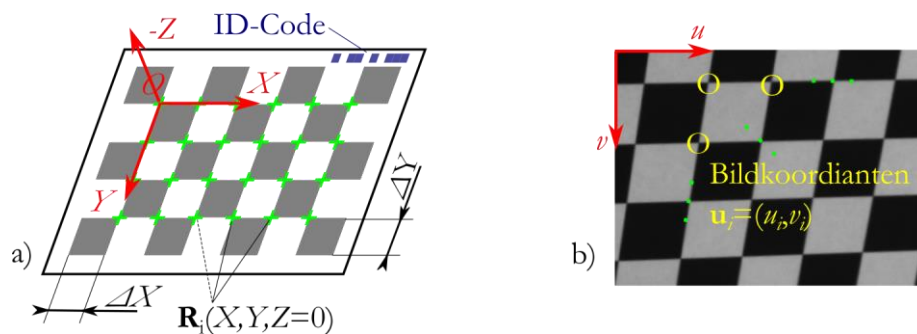 ID-Code
-Z
O
X
Y
ΔY
a)
ΔX
R_i(X,Y,Z=0)
u
v
Bildkoordianten
u_i=(u_i,v_i)
b)